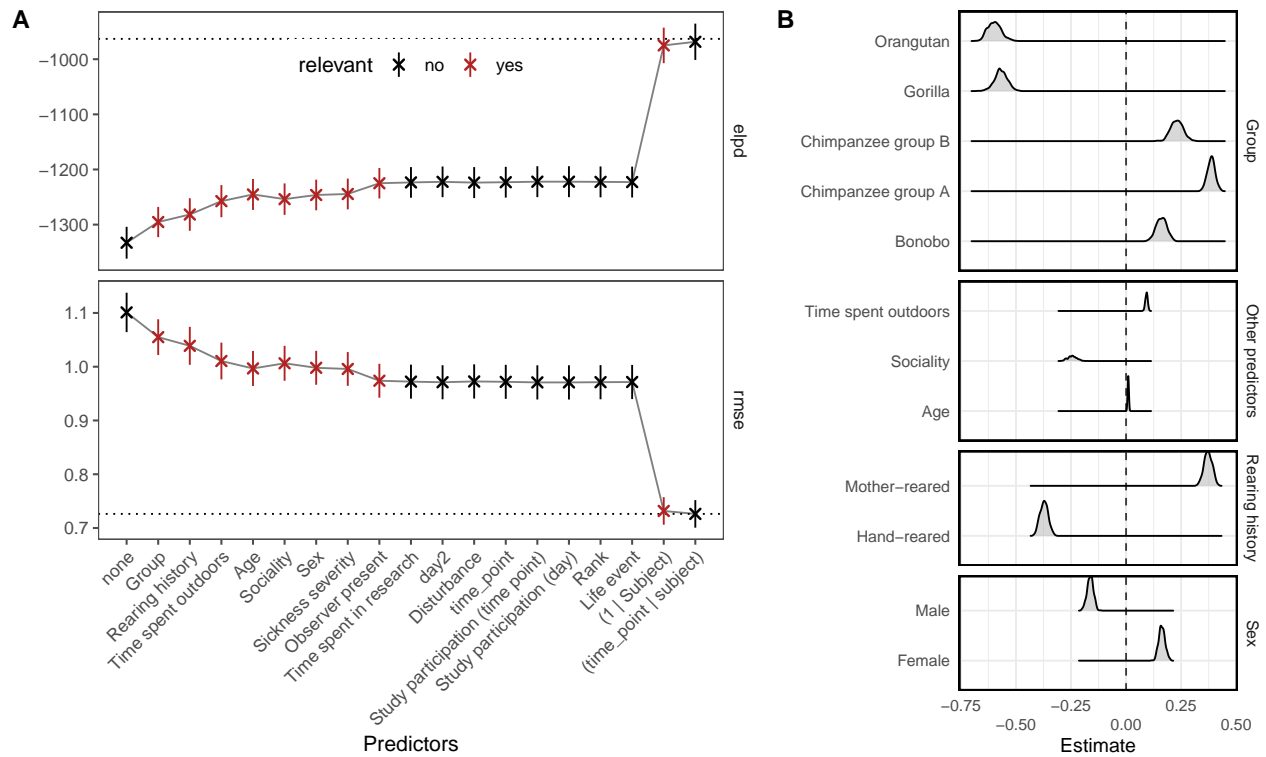 A
relevant no yes
−1000
−1100
−1200
−1300
elpd
1.1
1.0
0.9
0.8
0.7
rmse
none
Group
Rearing history
Time spent outdoors
Age
Sociality
Sex
Sickness severity
Observer present
Time spent in research
day2
Disturbance
time_point
Study participation (time point)
Study participation (day)
Rank
Life event
(1 | Subject)
(time_point | subject)
Predictors
B
Orangutan
Gorilla
Chimpanzee group B
Chimpanzee group A
Bonobo
Group
Time spent outdoors
Sociality
Age
Other predictors
Mother−reared
Hand−reared
Rearing history
Male
Female
Sex
−0.75 −0.25 0.25
−0.50 0.00 0.50
Estimate